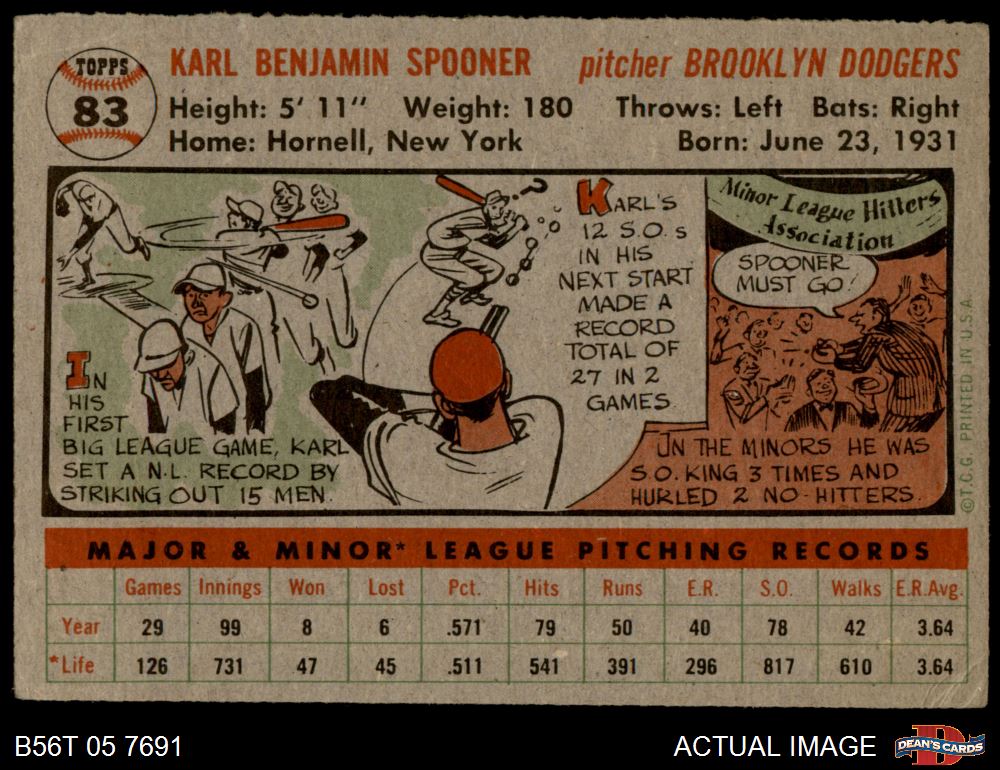 TOPPS
83
KARL BENJAMIN SPOONER pitcher BROOKLYN DODGERS
Height: 5' 11" Weight: 180 Throws: Left Bats: Right
Home: Hornell, New York Born: June 23, 1931
IN
HIS
FIRST
BIG LEAGUE GAME, KARL
SET A N.L. RECORD BY
STRIKING OUT 15 MEN.
?
KARL'S
12 S.O.s
IN HIS
NEXT START
MADE A
RECORD
TOTAL OF
27 IN 2
GAMES
Minor League Hitters
Association
SPOONER
MUST GO!
IN THE MINORS HE WAS
S.O. KING 3 TIMES AND
HURLED 2 NO-HITTERS.
©T.C.G. PRINTED IN U.S.A.
MAJOR & MINOR* LEAGUE PITCHING RECORDS
Games Innings Won Lost Pct. Hits Runs E.R. S.O. Walks E.R.Avg.
Year 29 99 8 6 .571 79 50 40 78 42 3.64
*Life 126 731 47 45 .511 541 391 296 817 610 3.64
B56T 05 7691
ACTUAL IMAGE
D
DEAN'S CARDS